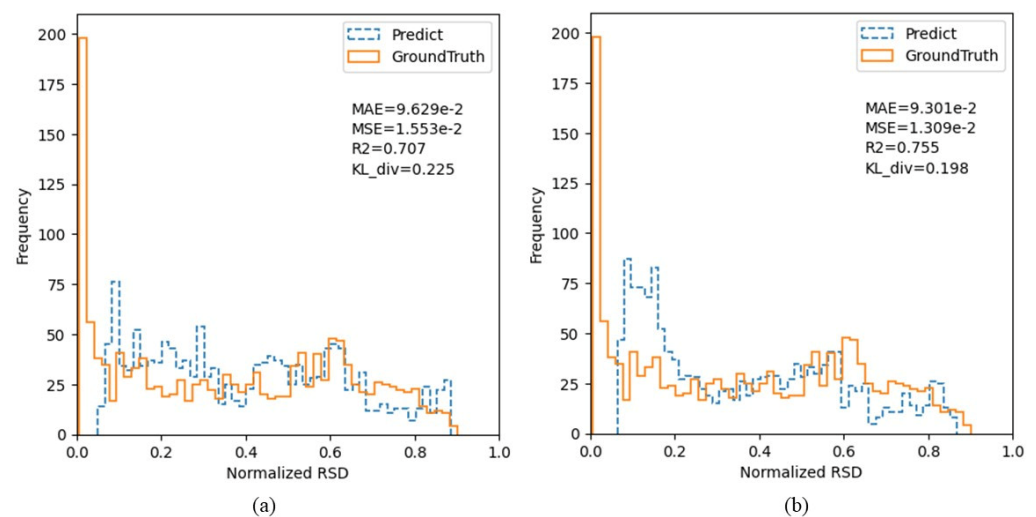 Predict
GroundTruth
MAE=9.629e-2
MSE=1.553e-2
R2=0.707
KL_div=0.225
Frequency
200
175
150
125
100
75
50
25
0
0.0 0.2 0.4 0.6 0.8 1.0
Normalized RSD
(a)
Predict
GroundTruth
MAE=9.301e-2
MSE=1.309e-2
R2=0.755
KL_div=0.198
Frequency
200
175
150
125
100
75
50
25
0
0.0 0.2 0.4 0.6 0.8 1.0
Normalized RSD
(b)